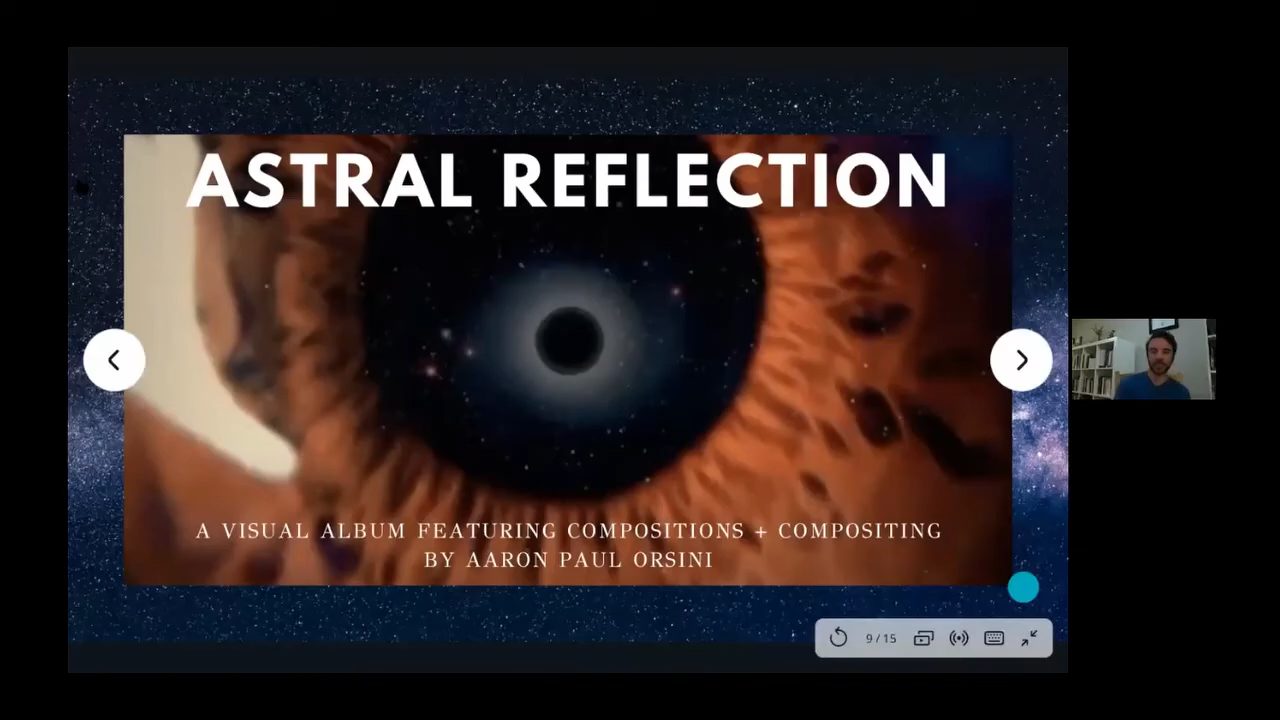 ASTRAL REFLECTION
A VISUAL ALBUM FEATURING COMPOSITIONS + COMPOSITING
BY AARON PAUL ORSINI
9 / 15